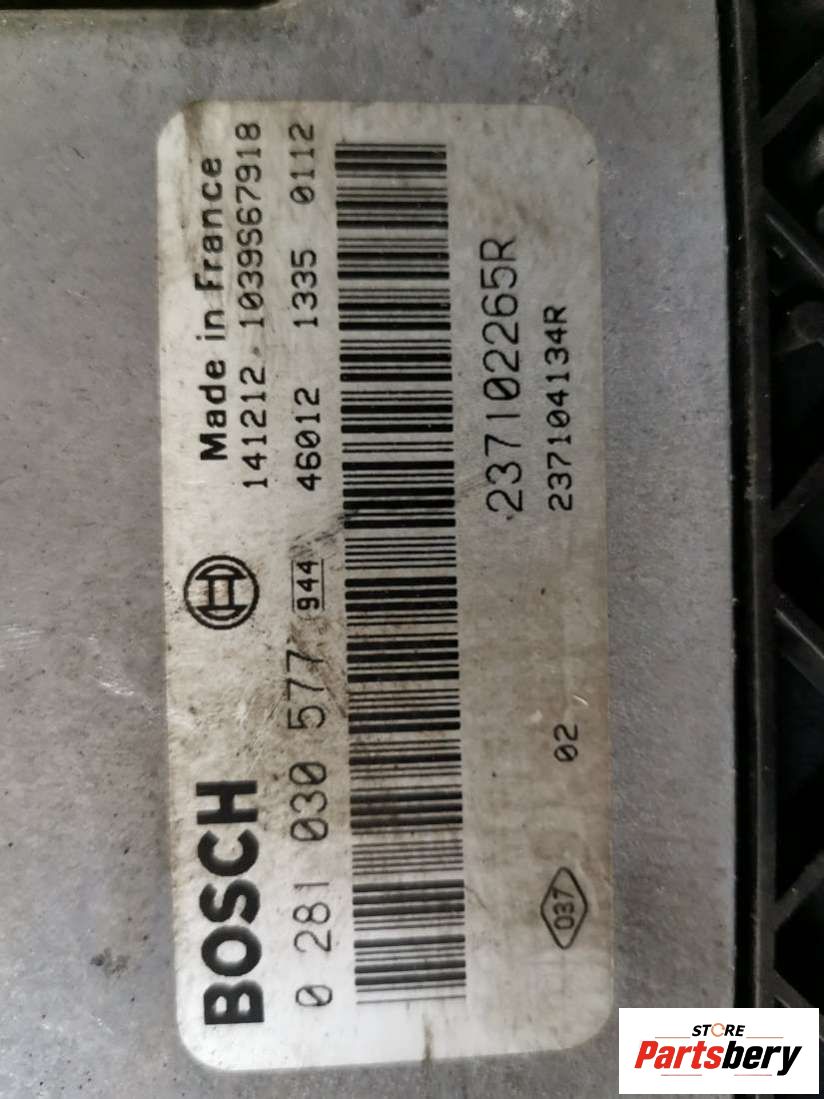 BOSCH
Made in France
0 281 030 577
141212 1039S67918
944
46012 1335 0112
237102265R
037
02
237104134R
STORE
Partsbery